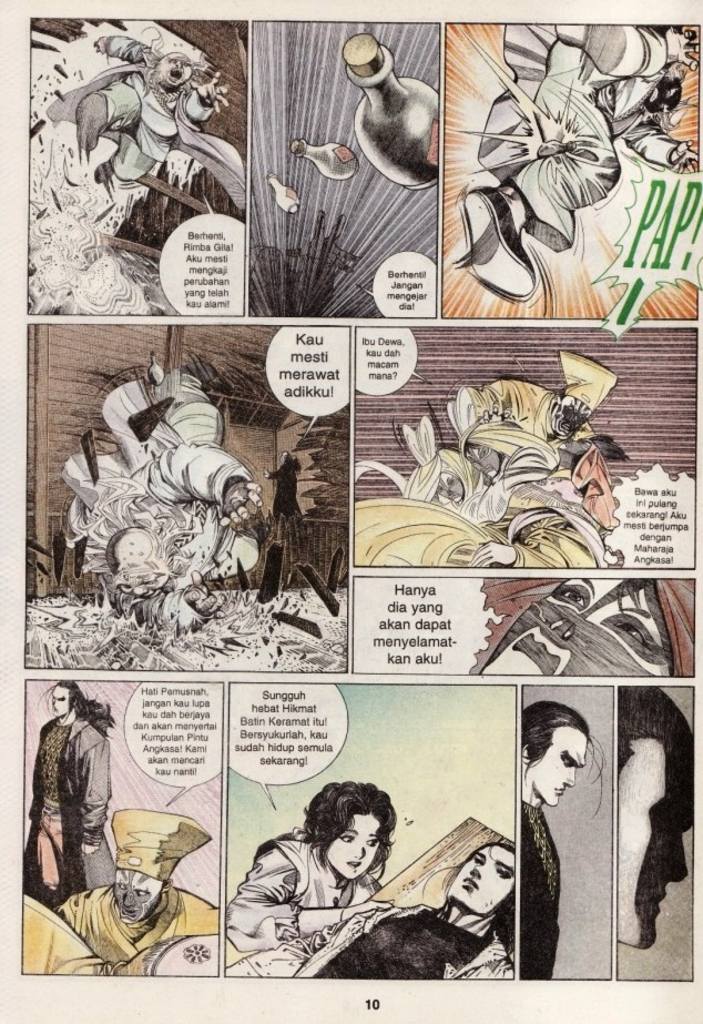 Berhenti,
Rimba Gila!
Aku mesti
mengkaji
perubahan
yang telah
kau alami!
Berhenti!
Jangan
mengejar
dia!
PAP!
Kau
mesti
merawat
adikku!
Ibu Dewa,
kau dah
macam
mana?
Bawa aku
ini pulang
sekarang! Aku
mesti berjumpa
dengan
Maharaja
Angkasa!
Hanya
dia yang
akan dapat
menyelamat-
kan aku!
Hati Pemusnah,
jangan kau lupa
kau dah berjaya
dan akan menyertai
Kumpulan Pintu
Angkasa! Kami
akan mencari
kau nanti!
Sungguh
hebat Hikmat
Batin Keramat itu!
Bersyukurlah, kau
sudah hidup semula
sekarang!
10